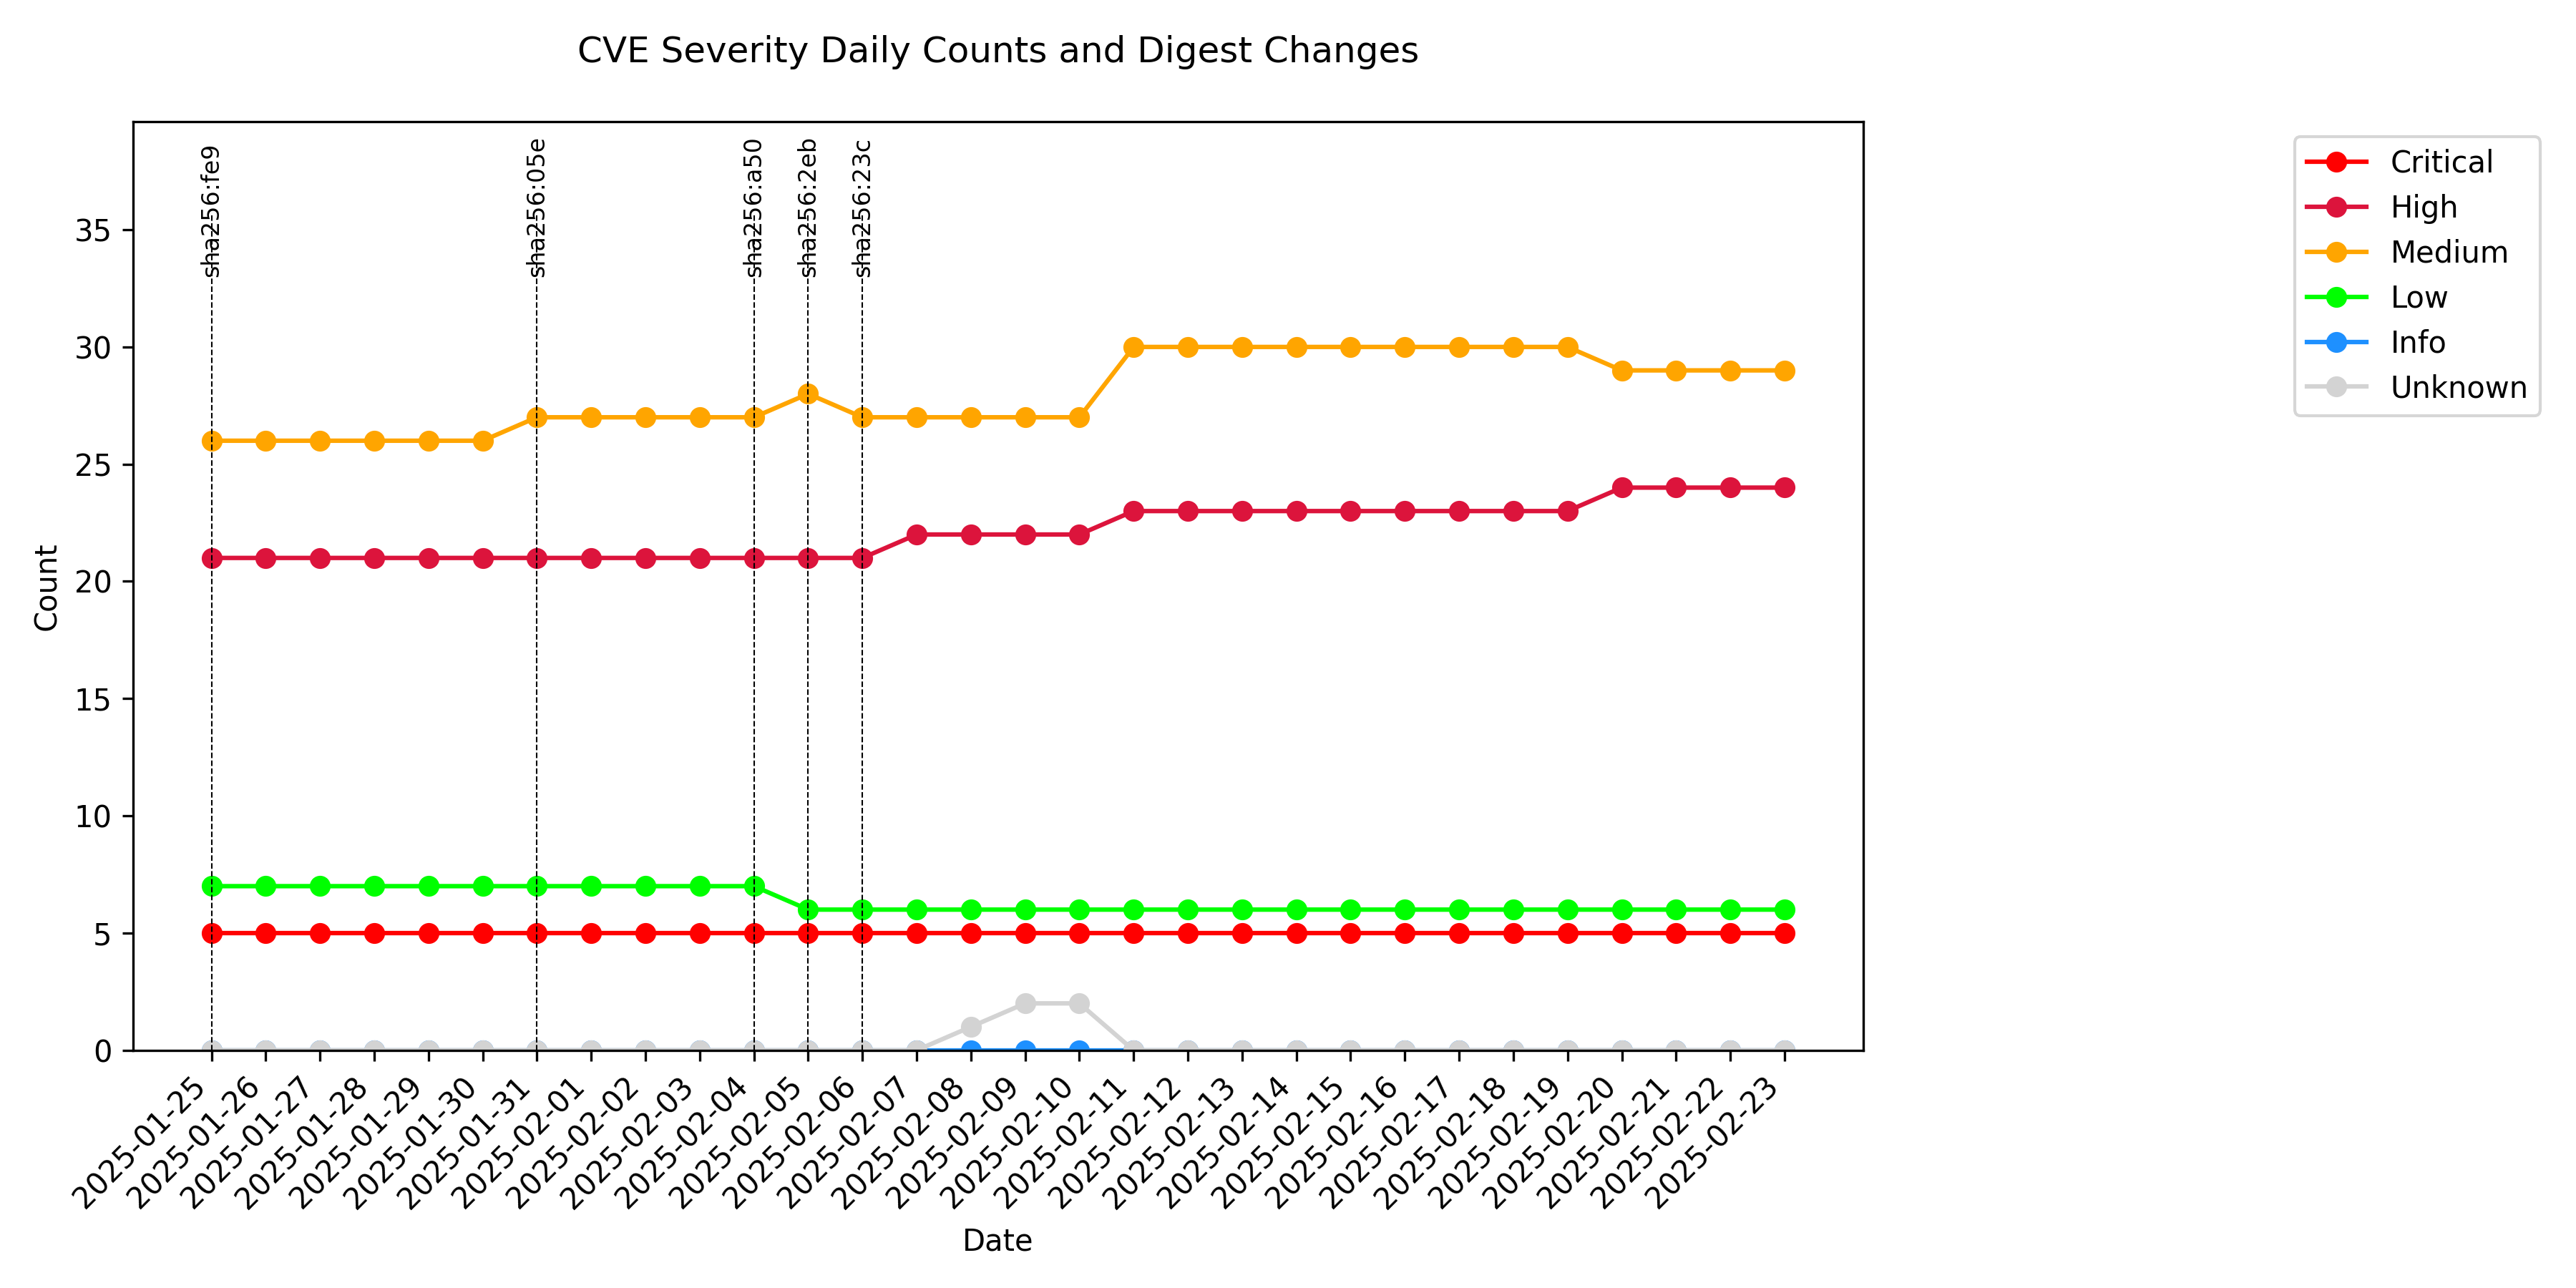 CVE Severity Daily Counts and Digest Changes
sha256:fe9
sha256:05e
sha256:a50
sha256:2eb
sha256:23c
Critical
High
Medium
Low
Info
Unknown
Count
35
30
25
20
15
10
5
0
2025-01-25
2025-01-26
2025-01-27
2025-01-28
2025-01-29
2025-01-30
2025-01-31
2025-02-01
2025-02-02
2025-02-03
2025-02-04
2025-02-05
2025-02-06
2025-02-07
2025-02-08
2025-02-09
2025-02-10
2025-02-11
2025-02-12
2025-02-13
2025-02-14
2025-02-15
2025-02-16
2025-02-17
2025-02-18
2025-02-19
2025-02-20
2025-02-21
2025-02-22
2025-02-23
Date